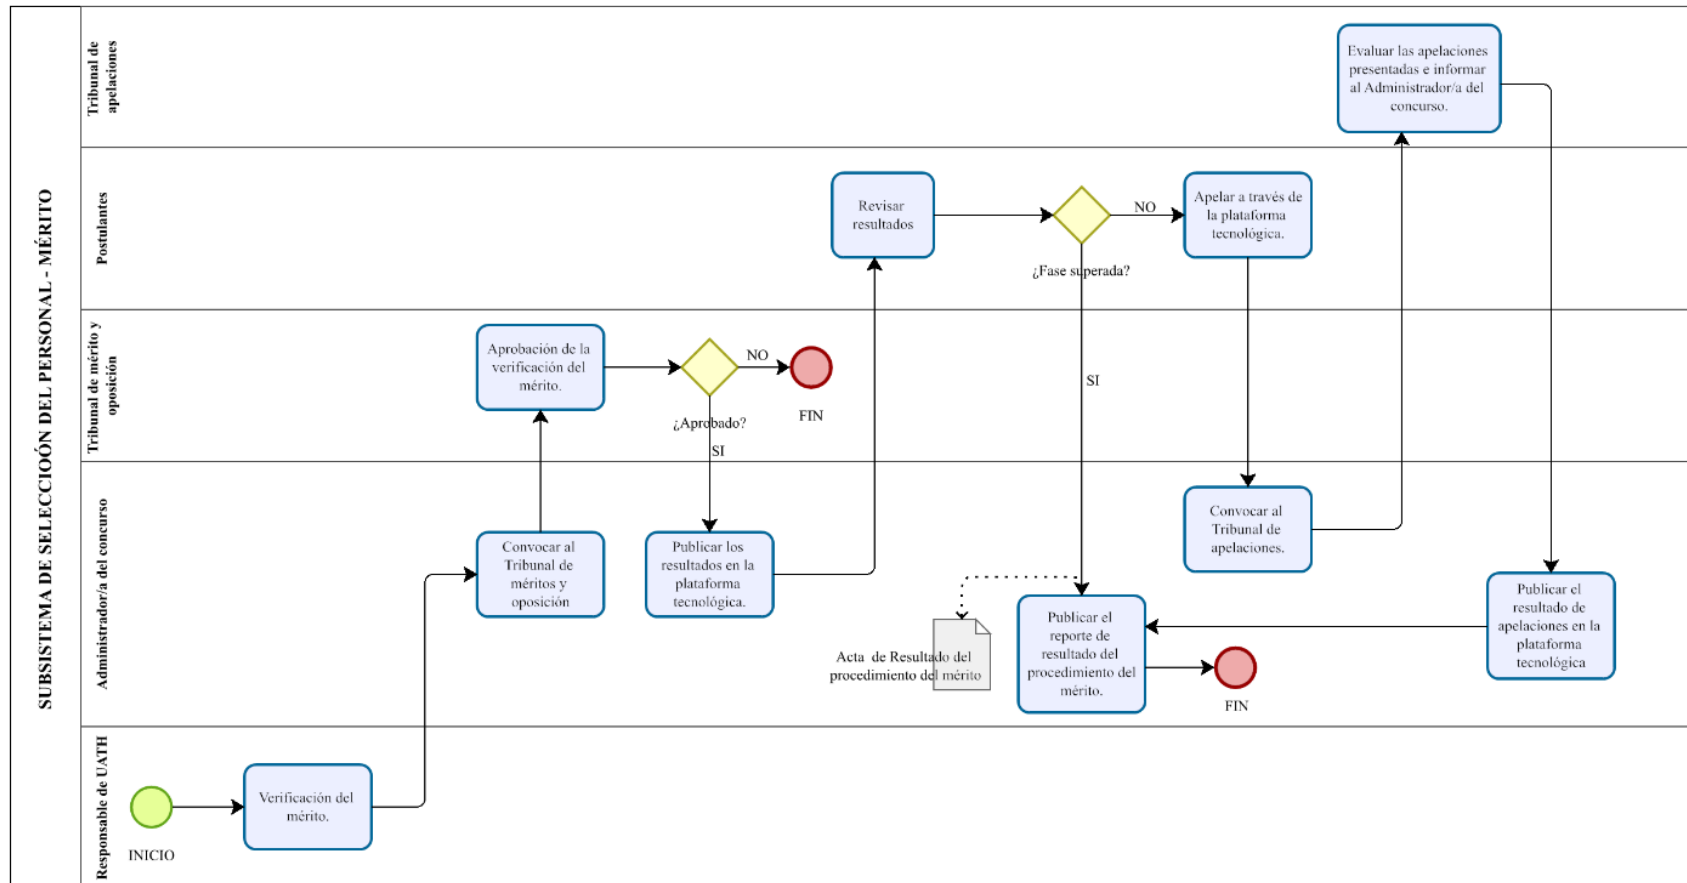 SUBSISTEMA DE SELECCIOÓN DEL PERSONAL - MÉRITO
Tribunal de
apelaciones
Evaluar las apelaciones
presentadas e informar
al Administrador/a del
concurso.
Postulantes
Revisar
resultados
¿Fase superada?
NO
SI
Apelar a través de
la plataforma
tecnológica.
Tribunal de mérito y
oposición
Aprobación de la
verificación del
mérito.
¿Aprobado?
NO
SI
FIN
Administrador/a del concurso
Convocar al
Tribunal de
méritos y
oposición
Publicar los
resultados en la
plataforma
tecnológica.
Acta de Resultado del
procedimiento del mérito
Publicar el
reporte de
resultado del
procedimiento del
mérito.
FIN
Convocar al
Tribunal de
apelaciones.
Publicar el
resultado de
apelaciones en la
plataforma
tecnológica
Responsable de UATH
INICIO
Verificación del
mérito.